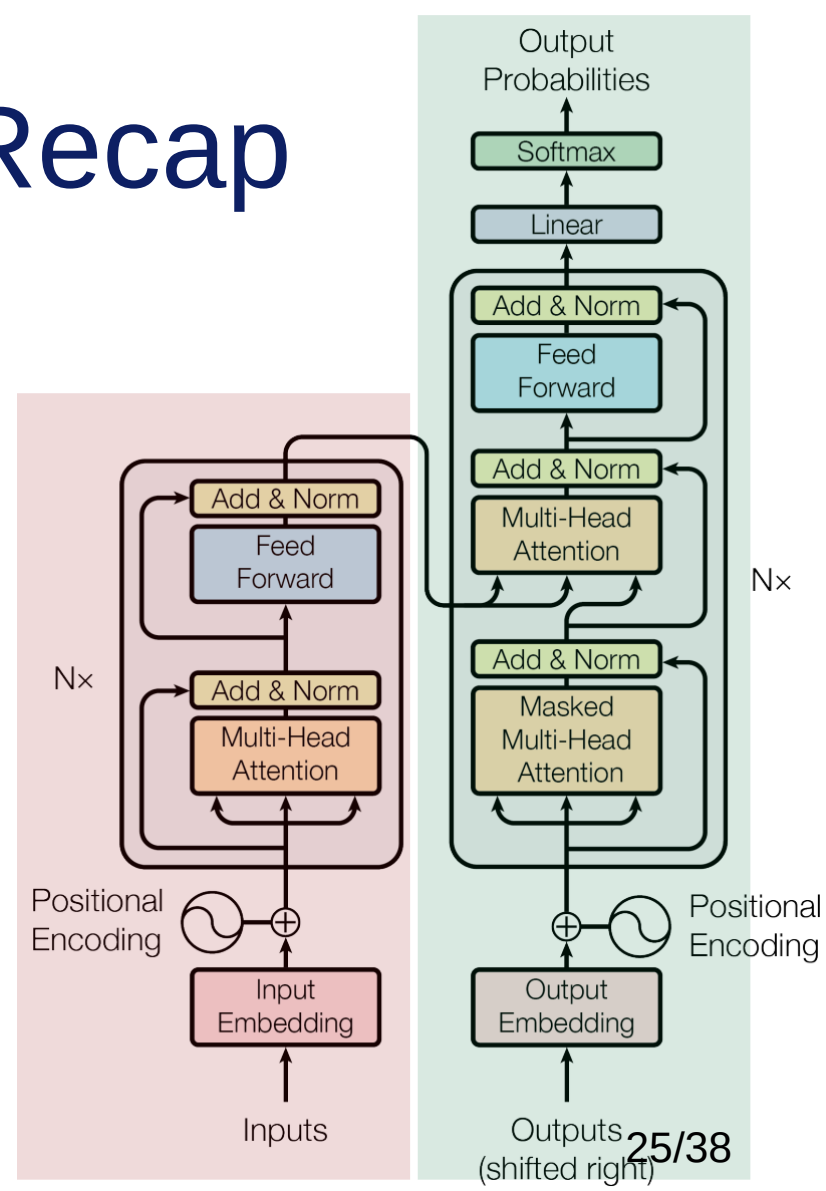 Recap
Output
Probabilities
Softmax
Linear
Add & Norm
Feed
Forward
Add & Norm
Multi-Head
Attention
Nx
Add & Norm
Masked
Multi-Head
Attention
Positional
Encoding
Output
Embedding
Outputs
(shifted right)
Add & Norm
Feed
Forward
Nx
Add & Norm
Multi-Head
Attention
Positional
Encoding
Input
Embedding
Inputs
25/38